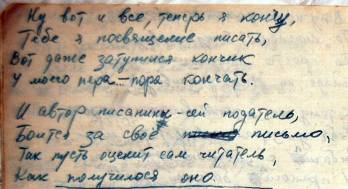 Ну вот и все, теперь я кончу,
Тебе я посвящение писать,
Вот даже затупился кончик
У моего пера – пора кончать.
И автор писанины – сей податель,
Боится за своё письмо,
Так пусть оценит сам читатель,
Как получилося оно.